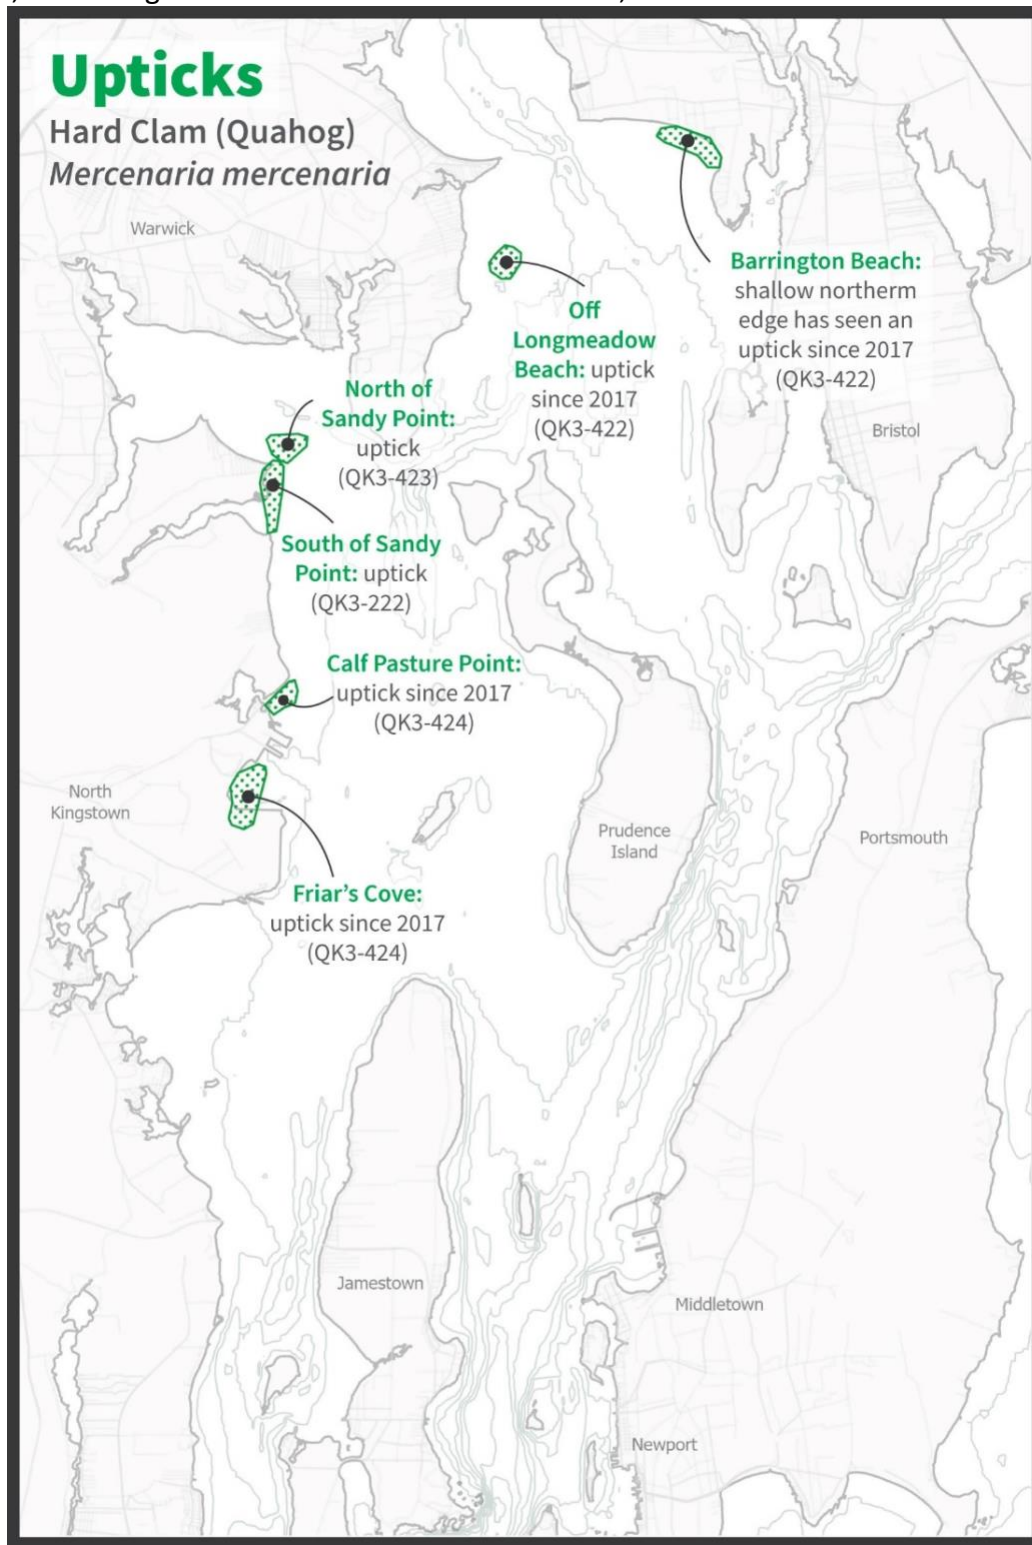 Upticks
Hard Clam (Quahog)
Mercenaria mercenaria
Warwick
Barrington Beach:
shallow northerm
edge has seen an
uptick since 2017
(QK3-422)
Off
Longmeadow
Beach: uptick
since 2017
(QK3-422)
North of
Sandy Point:
uptick
(QK3-423)
Bristol
South of Sandy
Point: uptick
(QK3-222)
Calf Pasture Point:
uptick since 2017
(QK3-424)
North
Kingstown
Prudence
Island
Portsmouth
Friar's Cove:
uptick since 2017
(QK3-424)
Jamestown
Middletown
Newport